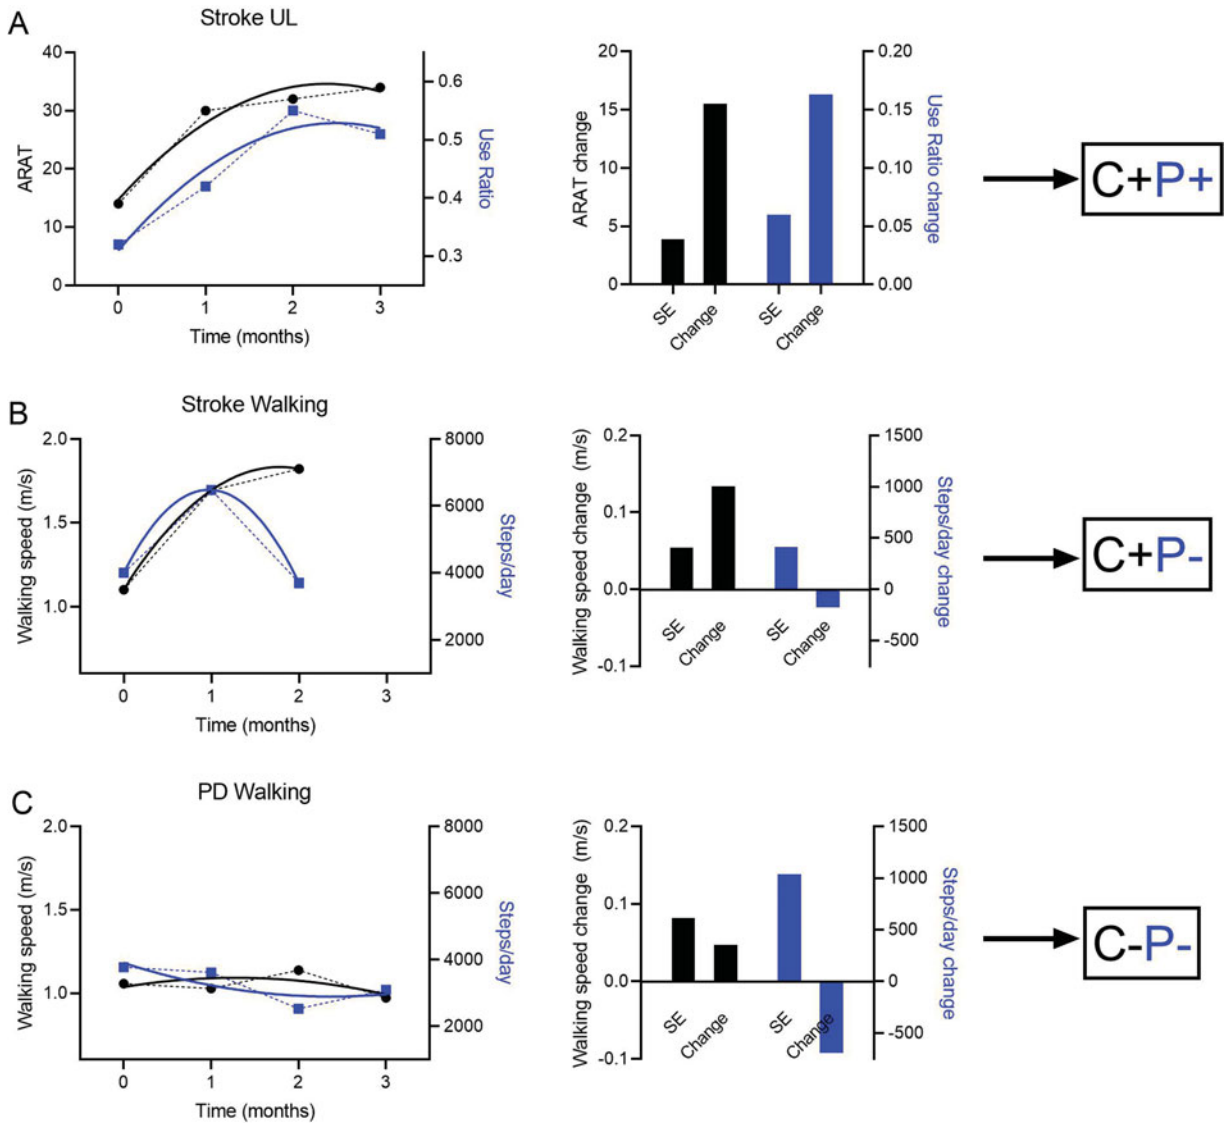 A
Stroke UL
40
30
20
10
0
ARAT
0.6
0.5
0.4
0.3
Use Ratio
0 1 2 3
Time (months)
20
15
10
5
0
ARAT change
0.20
0.15
0.10
0.05
0.00
Use Ratio change
SE Change SE Change
C+P+
B
Stroke Walking
2.0
1.5
1.0
Walking speed (m/s)
8000
6000
4000
2000
Steps/day
0 1 2 3
Time (months)
0.2
0.1
0.0
-0.1
Walking speed change (m/s)
1500
1000
500
0
-500
Steps/day change
SE Change SE Change
C+P-
C
PD Walking
2.0
1.5
1.0
Walking speed (m/s)
8000
6000
4000
2000
Steps/day
0 1 2 3
Time (months)
0.2
0.1
0.0
-0.1
Walking speed change (m/s)
1500
1000
500
0
-500
Steps/day change
SE Change SE Change
C-P-